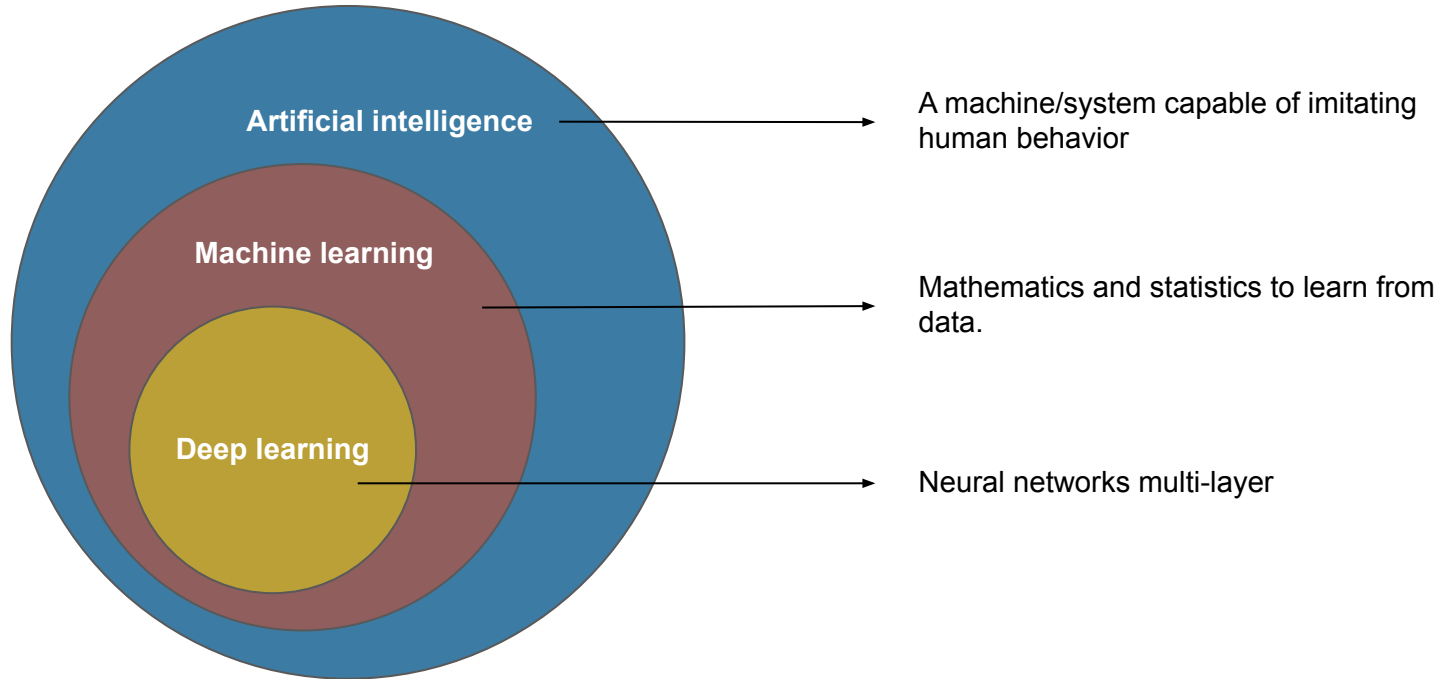 Artificial intelligence
A machine/system capable of imitating
human behavior
Machine learning
Mathematics and statistics to learn from
data.
Deep learning
Neural networks multi-layer